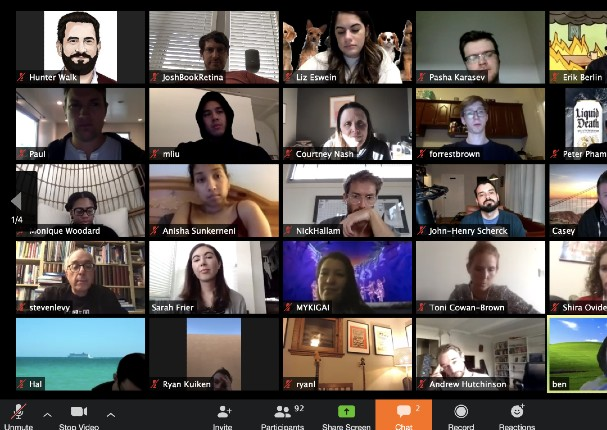 Hunter Walk
JoshBookRetina
Liz Eswein
Pasha Karasev
Erik Berlin
Paul
miiu
Courtney Nash
forrestbrown
LIQUID
DEATH
Peter Pham
1/4
Monique Woodard
Anisha Sunkerneni
NickHallam
John-Henry Scherck
Casey
stevenlevy
Sarah Frier
MYKIGAI
Toni Cowan-Brown
Shira Ovide
Hal
Ryan Kuiken
ryanl
Andrew Hutchinson
ben
92
2
Unmute
Stop Video
Invite
Participants
Share Screen
Chat
Record
Reactions